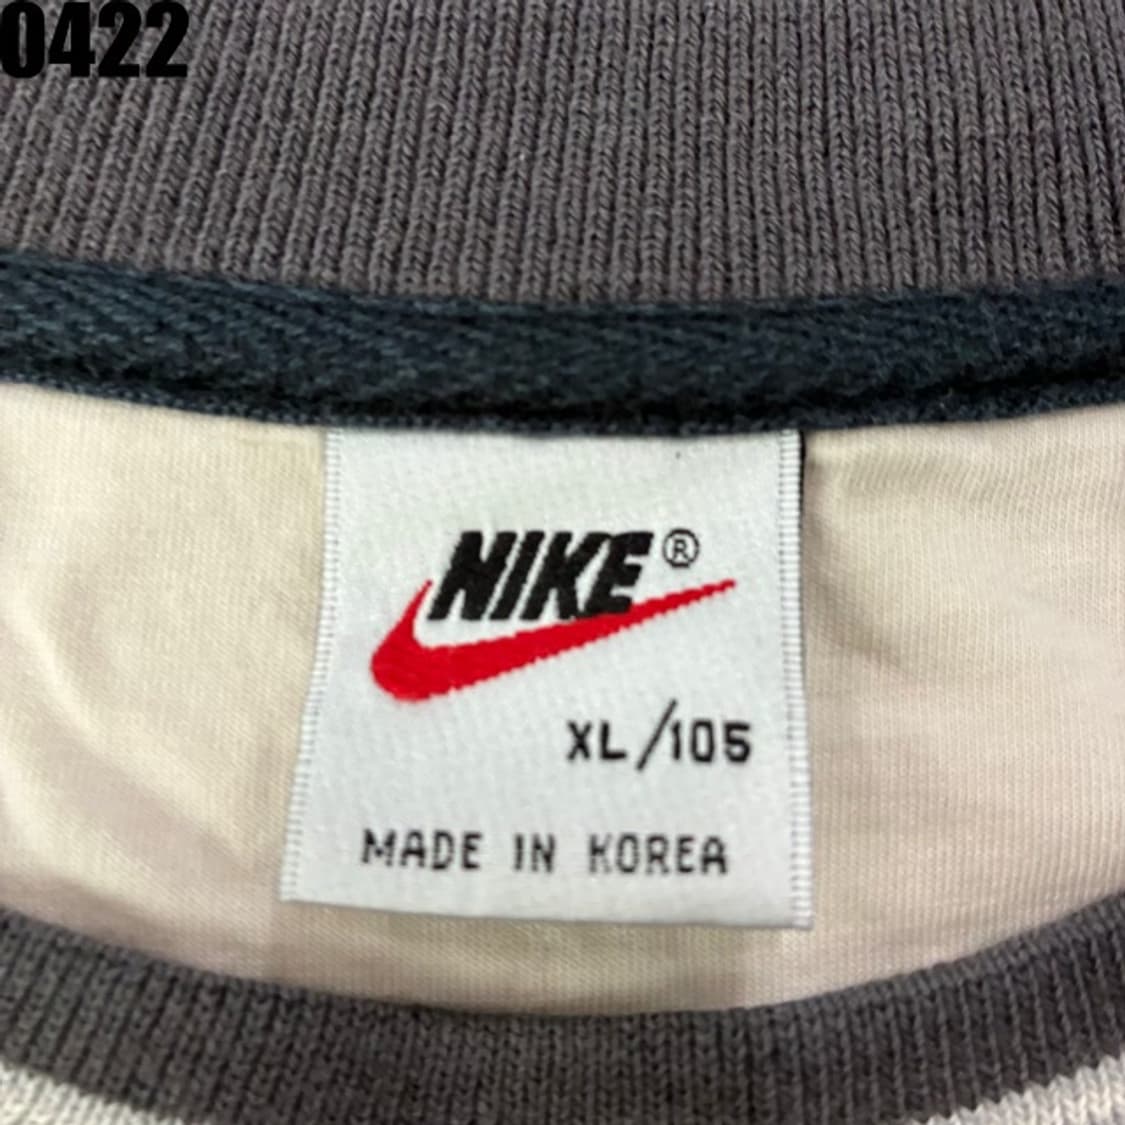 0422
NIKE®
XL/105
MADE IN KOREA